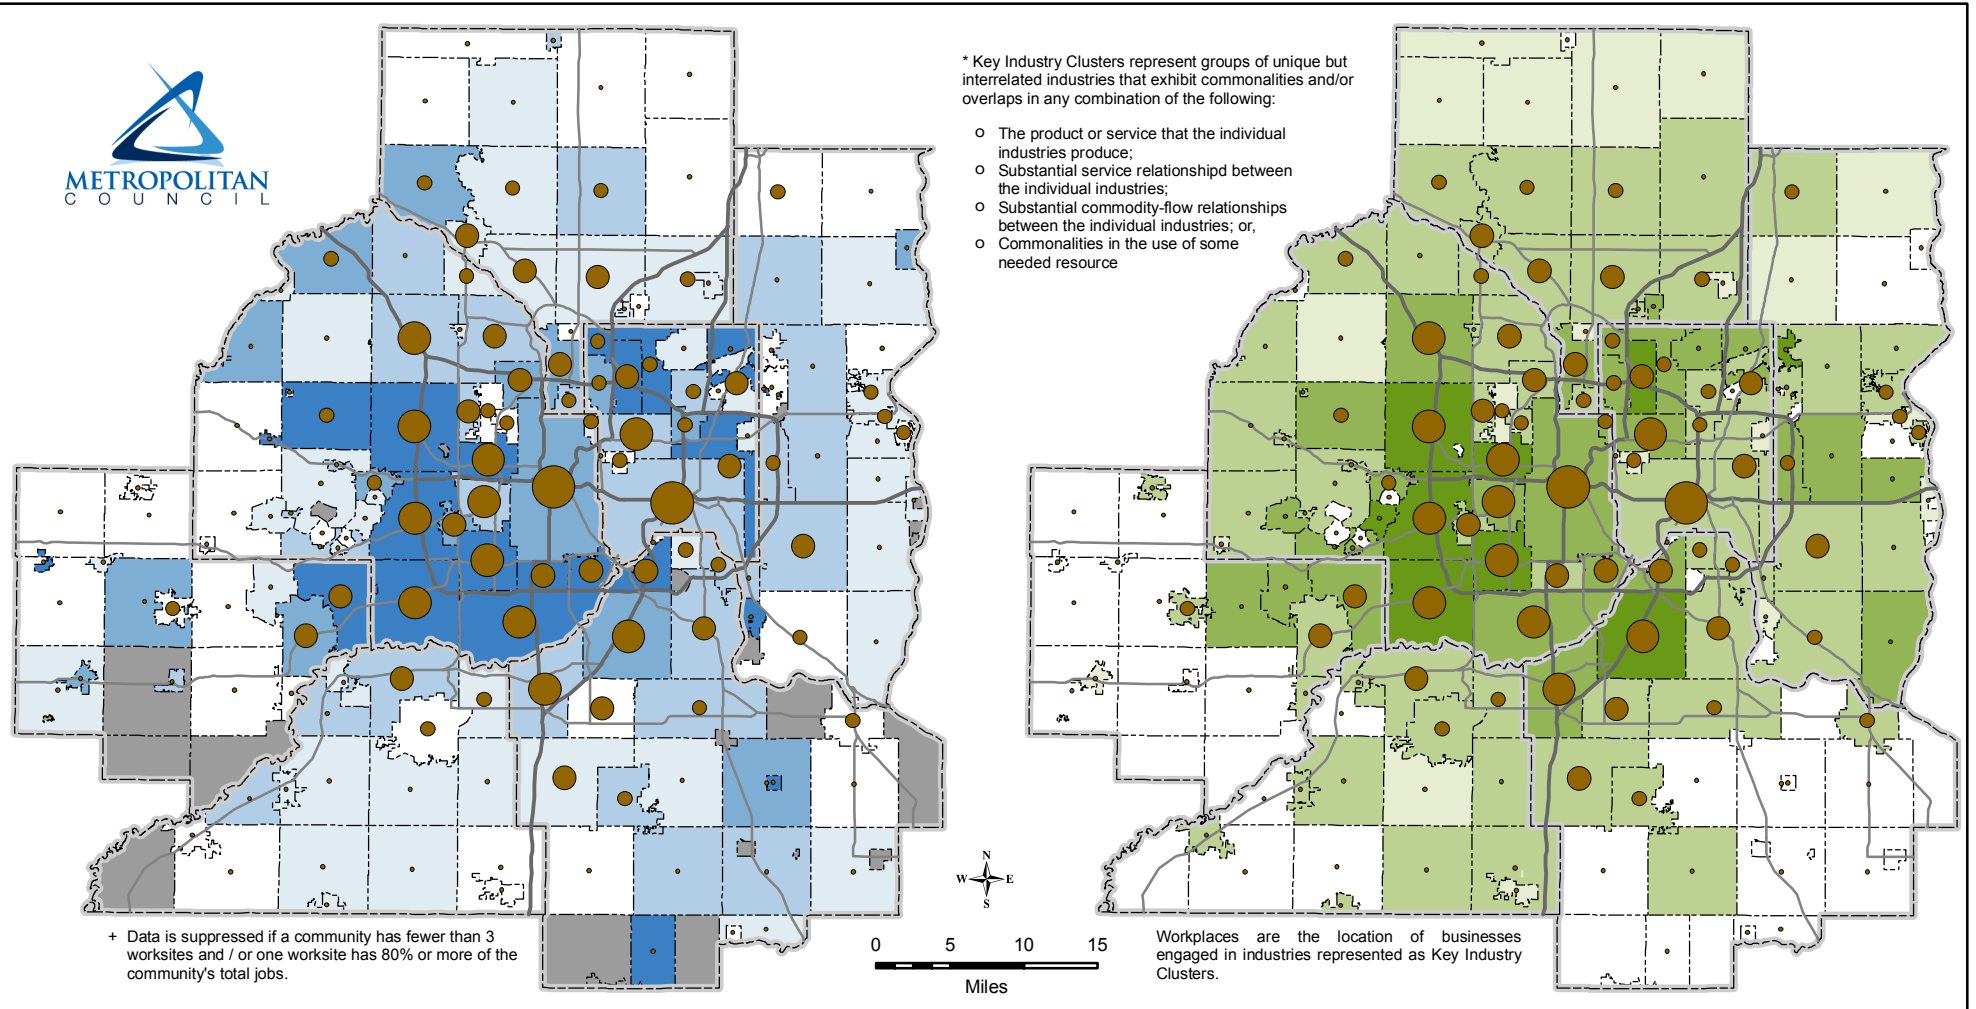 METROPOLITAN
COUNCIL
* Key Industry Clusters represent groups of unique but
interrelated industries that exhibit commonalities and/or
overlaps in any combination of the following:
o The product or service that the individual
industries produce;
o Substantial service relationshipd between
the individual industries;
o Substantial commodity-flow relationships
between the individual industries; or,
o Commonalities in the use of some
needed resource
+ Data is suppressed if a community has fewer than 3
worksites and / or one worksite has 80% or more of the
community's total jobs.
N
W E
S
0 5 10 15
Miles
Workplaces are the location of businesses
engaged in industries represented as Key Industry
Clusters.